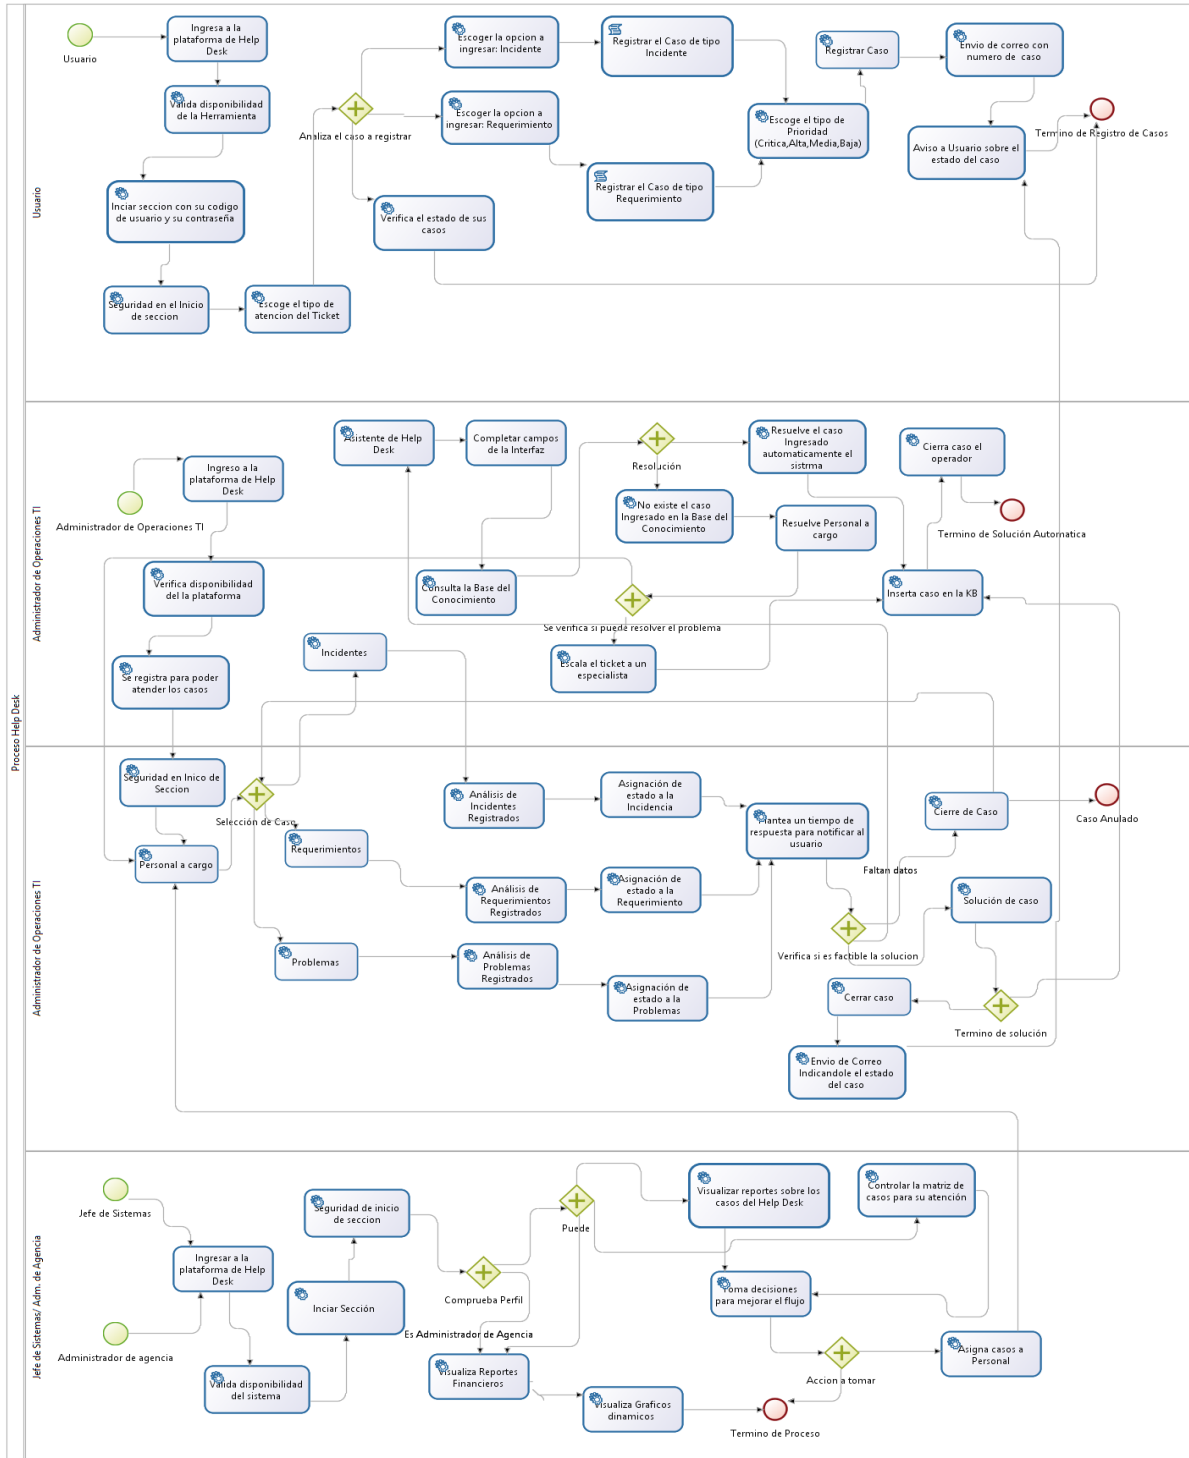 Proceso Help Desk
Usuario
Usuario
Ingresa a la
plataforma de Help
Desk
Valida disponibilidad
de la Herramienta
Inciar seccion con su codigo
de usuario y su contraseña
Seguridad en el Inicio
de seccion
Escoge el tipo de
atencion del Ticket
Analiza el caso a registrar
Escoger la opcion a
ingresar: Incidente
Escoger la opcion a
ingresar: Requerimiento
Verifica el estado de sus
casos
Registrar el Caso de tipo
Incidente
Registrar el Caso de tipo
Requerimiento
Escoge el tipo de
Prioridad
(Critica,Alta,Media,Baja)
Registrar Caso
Envio de correo con
numero de caso
Aviso a Usuario sobre el
estado del caso
Termino de Registro de Casos
Administrador de Operaciones TI
Administrador de Operaciones TI
Ingreso a la
plataforma de Help
Desk
Verifica disponibilidad
del la plataforma
Se registra para poder
atender los casos
Asistente de Help
Desk
Completar campos
de la Interfaz
Consulta la Base del
Conocimiento
Resolución
Resuelve el caso
Ingresado
automaticamente el
sistrma
No existe el caso
Ingresado en la Base del
Conocimiento
Resuelve Personal a
cargo
Se verifica si puede resolver el problema
Escala el ticket a un
especialista
Inserta caso en la KB
Cierra caso el
operador
Termino de Solución Automatica
Incidentes
Administrador de Operaciones TI
Seguridad en Inico de
Seccion
Personal a cargo
Selección de Caso
Requerimientos
Problemas
Análisis de
Incidentes
Registrados
Análisis de
Requerimientos
Registrados
Análisis de
Problemas
Registrados
Asignación de
estado a la
Incidencia
Asignación de
estado a la
Requerimiento
Asignación de
estado a la
Problemas
Plantea un tiempo de
respuesta para notificar al
usuario
Verifica si es factible la solucion
Faltan datos
Cierre de Caso
Caso Anulado
Solución de caso
Termino de solución
Cerrar caso
Envio de Correo
Indicandole el estado
del caso
Jefe de Sistemas/ Adm. de Agencia
Jefe de Sistemas
Administrador de agencia
Ingresar a la
plataforma de Help
Desk
Valida disponibilidad
del sistema
Inciar Sección
Seguridad de inicio
de seccion
Comprueba Perfil
Es Administrador de Agencia
Puede
Visualiza Reportes
Financieros
Visualiza Graficos
dinamicos
Visualizar reportes sobre los
casos del Help Desk
Controlar la matriz de
casos para su atención
Toma decisiones
para mejorar el flujo
Accion a tomar
Asigna casos a
Personal
Termino de Proceso